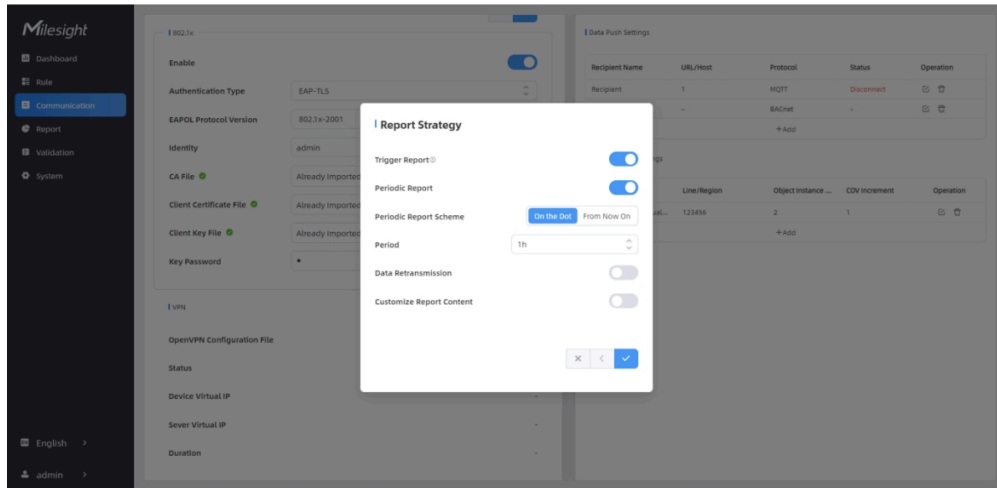 Milesight
Dashboard
Rule
Communication
Report
Validation
System
English
admin
802.1x
Enable
Authentication Type EAP-TLS
EAPOL Protocol Version 802.1x-2001
Identity admin
CA File Already Imported
Client Certificate File Already Imported
Client Key File Already Imported
Key Password
VPN
OpenVPN Configuration File
Status
Device Virtual IP -
Sever Virtual IP -
Duration -
Report Strategy
Trigger Report
Periodic Report
Periodic Report Scheme On the Dot From Now On
Period 1h
Data Retransmission
Customize Report Content
Data Push Settings
Recipient Name URL/Host Protocol Status Operation
Recipient 1 MQTT Disconnect
- BACnet -
+ Add
Line/Region Object Instance ... COV Increment Operation
123456 2 1
+ Add